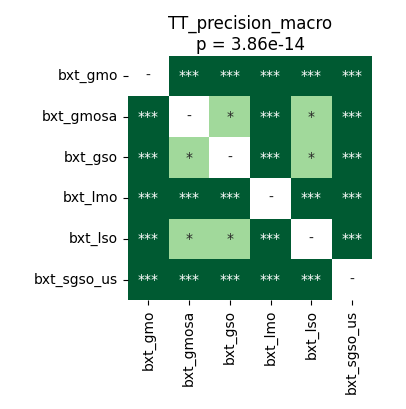 TT_precision_macro
p = 3.86e-14
bxt_gmo - *** *** *** *** ***
bxt_gmosa *** - * *** * ***
bxt_gso *** * - *** * ***
bxt_lmo *** *** *** - *** ***
bxt_lso *** * * *** - ***
bxt_sgso_us *** *** *** *** *** -
bxt_gmo
bxt_gmosa
bxt_gso
bxt_lmo
bxt_lso
bxt_sgso_us